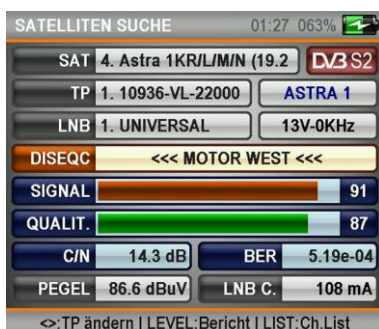 SATELLITEN SUCHE 01:27 063%
SAT 4. Astra 1KR/L/M/N (19.2 DVB S2
TP 1. 10936-VL-22000 ASTRA 1
LNB 1. UNIVERSAL 13V-0KHz
DISEQC <<< MOTOR WEST <<<
SIGNAL 91
QUALIT. 87
C/N 14.3 dB BER 5.19e-04
PEGEL 86.6 dBuV LNB C. 108 mA
<>:TP ändern | LEVEL:Bericht | LIST:Ch.List